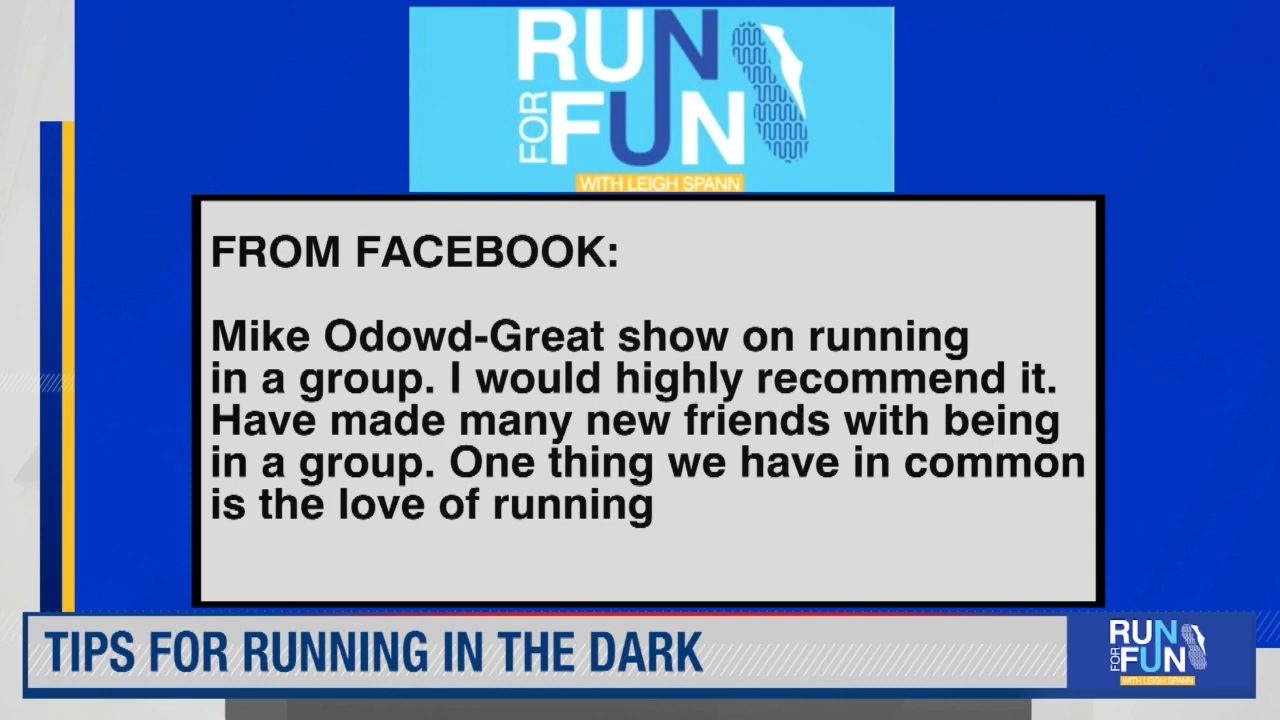 RUN
FOR
FUN
WITH LEIGH SPANN
FROM FACEBOOK:
Mike Odowd-Great show on running
in a group. I would highly recommend it.
Have made many new friends with being
in a group. One thing we have in common
is the love of running
TIPS FOR RUNNING IN THE DARK
RUN
FOR
FUN
WITH LEIGH SPANN